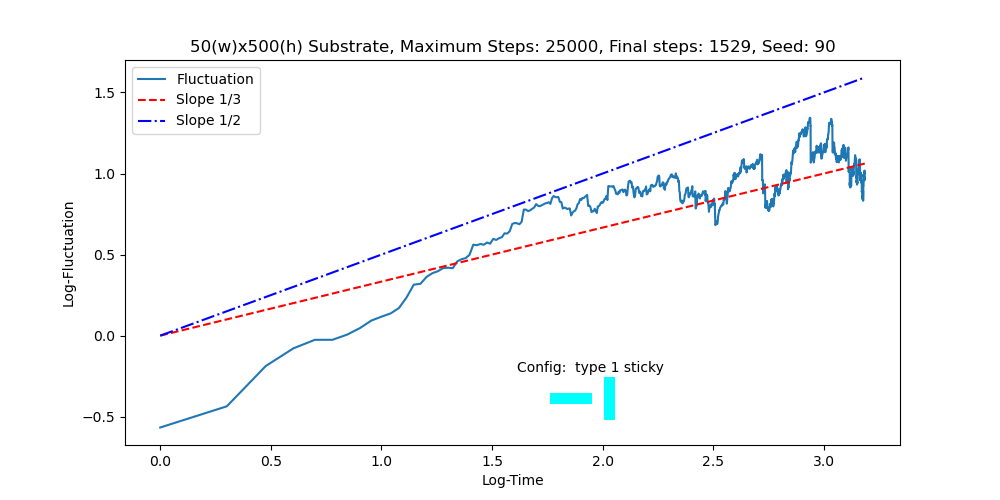 50(w)x500(h) Substrate, Maximum Steps: 25000, Final steps: 1529, Seed: 90
Fluctuation
Slope 1/3
Slope 1/2
1.5
1.0
0.5
0.0
−0.5
Log-Fluctuation
Config:  type 1 sticky
0.0
0.5
1.0
1.5
2.0
2.5
3.0
Log-Time